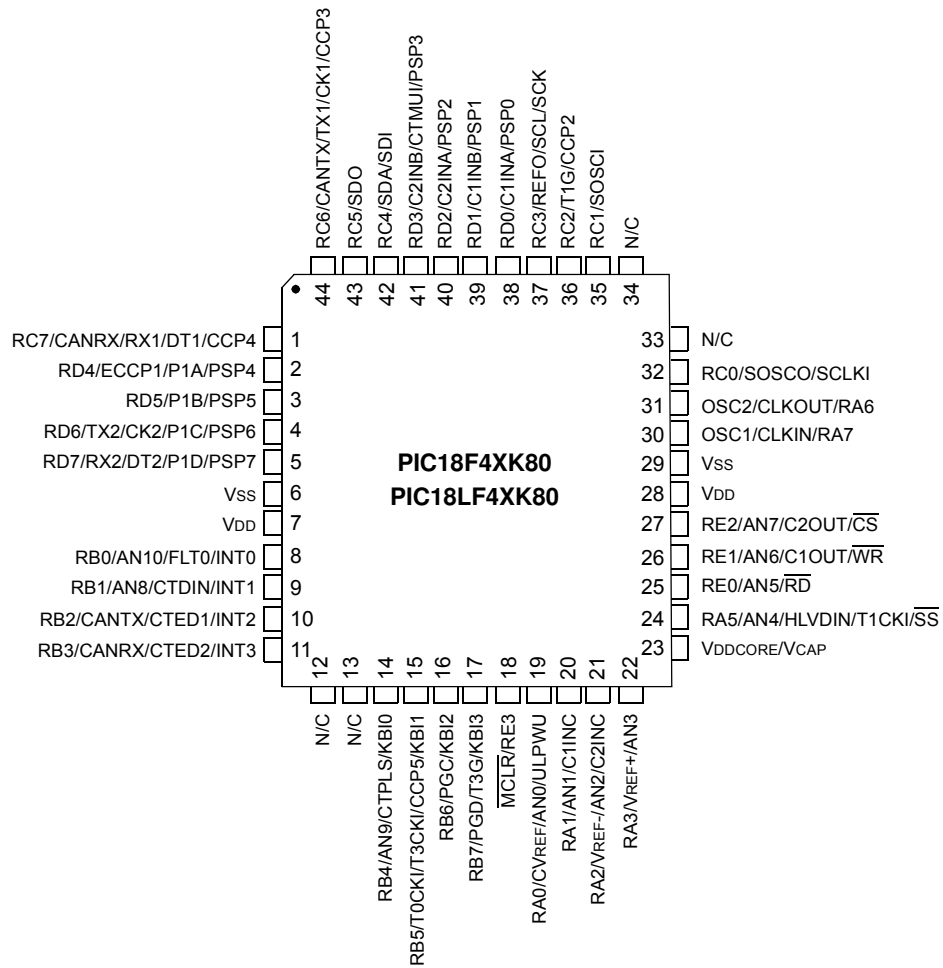 RC6/CANTX/TX1/CK1/CCP3
RC5/SDO
RC4/SDA/SDI
RD3/C2INB/CTMUI/PSP3
RD2/C2INA/PSP2
RD1/C1INB/PSP1
RD0/C1INA/PSP0
RC3/REFO/SCL/SCK
RC2/T1G/CCP2
RC1/SOSCI
N/C
44
43
42
41
40
39
38
37
36
35
34
RC7/CANRX/RX1/DT1/CCP4 1
RD4/ECCP1/P1A/PSP4 2
RD5/P1B/PSP5 3
RD6/TX2/CK2/P1C/PSP6 4
RD7/RX2/DT2/P1D/PSP7 5
VSS 6
VDD 7
RB0/AN10/FLT0/INT0 8
RB1/AN8/CTDIN/INT1 9
RB2/CANTX/CTED1/INT2 10
RB3/CANRX/CTED2/INT3 11
PIC18F4XK80
PIC18LF4XK80
33 N/C
32 RC0/SOSCO/SCLKI
31 OSC2/CLKOUT/RA6
30 OSC1/CLKIN/RA7
29 VSS
28 VDD
27 RE2/AN7/C2OUT/CS
26 RE1/AN6/C1OUT/WR
25 RE0/AN5/RD
24 RA5/AN4/HLVDIN/T1CKI/SS
23 VDDCORE/VCAP
12
13
14
15
16
17
18
19
20
21
22
N/C
N/C
RB4/AN9/CTPLS/KBI0
RB5/T0CKI/T3CKI/CCP5/KBI1
RB6/PGC/KBI2
RB7/PGD/T3G/KBI3
MCLR/RE3
RA0/CVREF/AN0/ULPWU
RA1/AN1/C1INC
RA2/VREF-/AN2/C2INC
RA3/VREF+/AN3